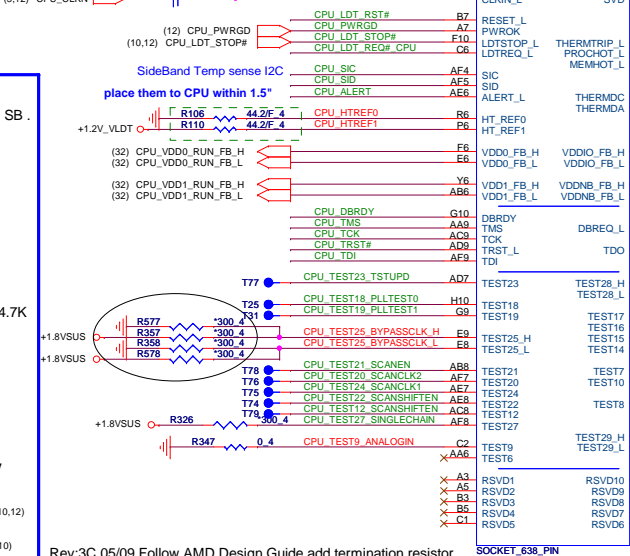 CPU_LDT_RST# B7 RESET_L
(12) CPU_PWRGD CPU_PWRGD A7 PWROK
(10,12) CPU_LDT_STOP# CPU_LDT_STOP# F10 LDTSTOP_L THERMTRIP_L
CPU_LDT_REQ#_CPU C6 LDTREQ_L PROCHOT_L
MEMHOT_L
SideBand Temp sense I2C CPU_SIC AF4 SIC
CPU_SID AF5 SID
place them to CPU within 1.5" CPU_ALERT AE6 ALERT_L THERMDC
THERMDA
SB .
R106 44.2/F_4 CPU_HTREF0 R6 HT_REF0
+1.2V_VLDT R110 44.2/F_4 CPU_HTREF1 P6 HT_REF1
(32) CPU_VDD0_RUN_FB_H F6 VDD0_FB_H VDDIO_FB_H
(32) CPU_VDD0_RUN_FB_L E6 VDD0_FB_L VDDIO_FB_L
(32) CPU_VDD1_RUN_FB_H Y6 VDD1_FB_H VDDNB_FB_H
(32) CPU_VDD1_RUN_FB_L AB6 VDD1_FB_L VDDNB_FB_L
CPU_DBRDY G10 DBRDY
CPU_TMS AA9 TMS DBREQ_L
CPU_TCK AC9 TCK
CPU_TRST# AD9 TRST_L TDO
CPU_TDI AF9 TDI
T77 CPU_TEST23_TSTUPD AD7 TEST23 TEST28_H
TEST28_L
T25 CPU_TEST18_PLLTEST0 H10 TEST18
T31 CPU_TEST19_PLLTEST1 G9 TEST19 TEST17
4.7K
R577 *300_4 TEST16
+1.8VSUS R357 *300_4 CPU_TEST25_BYPASSCLK_H E9 TEST25_H TEST15
R358 *300_4 CPU_TEST25_BYPASSCLK_L E8 TEST25_L TEST14
+1.8VSUS R578 *300_4
T78 CPU_TEST21_SCANEN AB8 TEST21 TEST7
T76 CPU_TEST20_SCANCLK2 AF7 TEST20 TEST10
T75 CPU_TEST24_SCANCLK1 AE7 TEST24
T74 CPU_TEST22_SCANSHIFTEN AE8 TEST22 TEST8
T79 CPU_TEST12_SCANSHIFTEN AC8 TEST12
+1.8VSUS R326 *300_4 CPU_TEST27_SINGLECHAIN AF8 TEST27
TEST29_H
R347 0_4 CPU_TEST9_ANALOGIN C2 TEST9 TEST29_L
AA6 TEST6
A3 RSVD1 RSVD10
A5 RSVD2 RSVD9
B3 RSVD3 RSVD8
B5 RSVD4 RSVD7
C1 RSVD5 RSVD6
Rev:3C 05/09 Follow AMD Design Guide add termination resistor
SOCKET_638_PIN